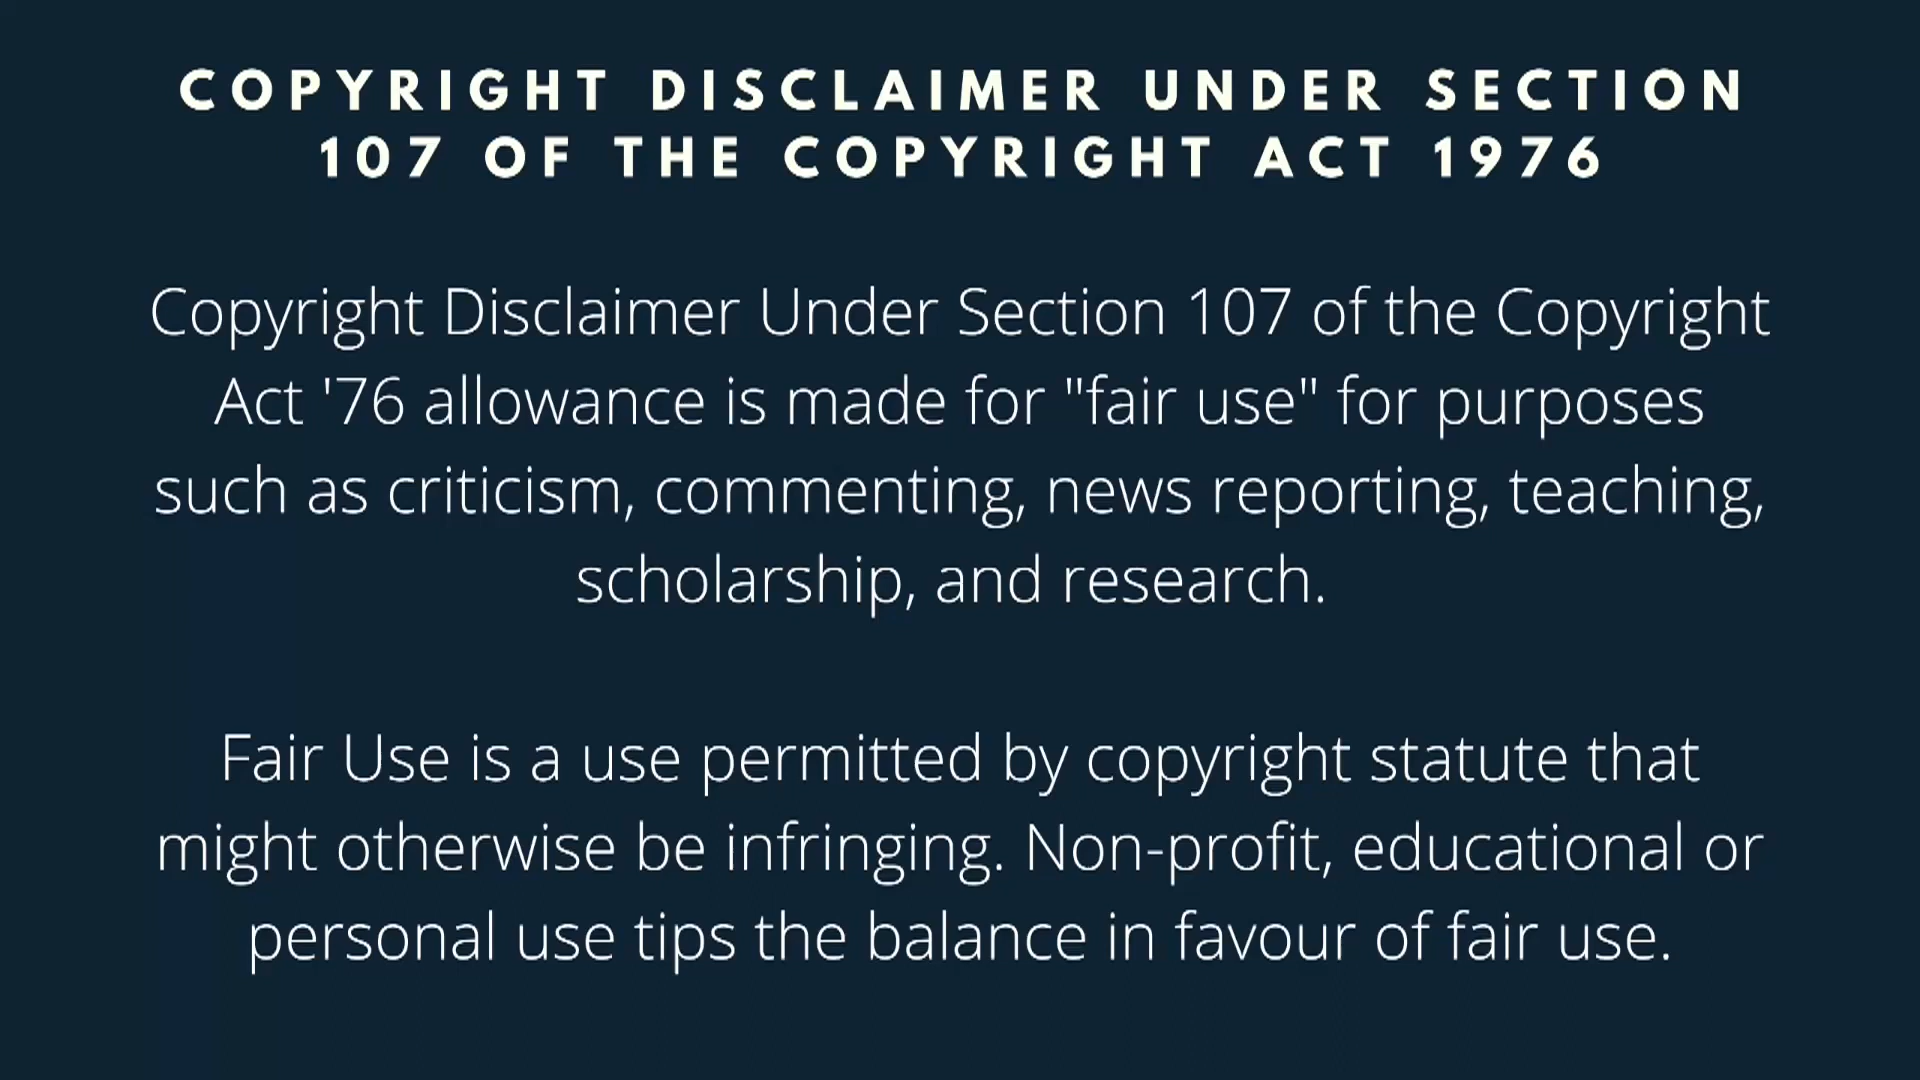 COPYRIGHT DISCLAIMER UNDER SECTION
107 OF THE COPYRIGHT ACT 1976
Copyright Disclaimer Under Section 107 of the Copyright
Act '76 allowance is made for "fair use" for purposes
such as criticism, commenting, news reporting, teaching,
scholarship, and research.
Fair Use is a use permitted by copyright statute that
might otherwise be infringing. Non-profit, educational or
personal use tips the balance in favour of fair use.